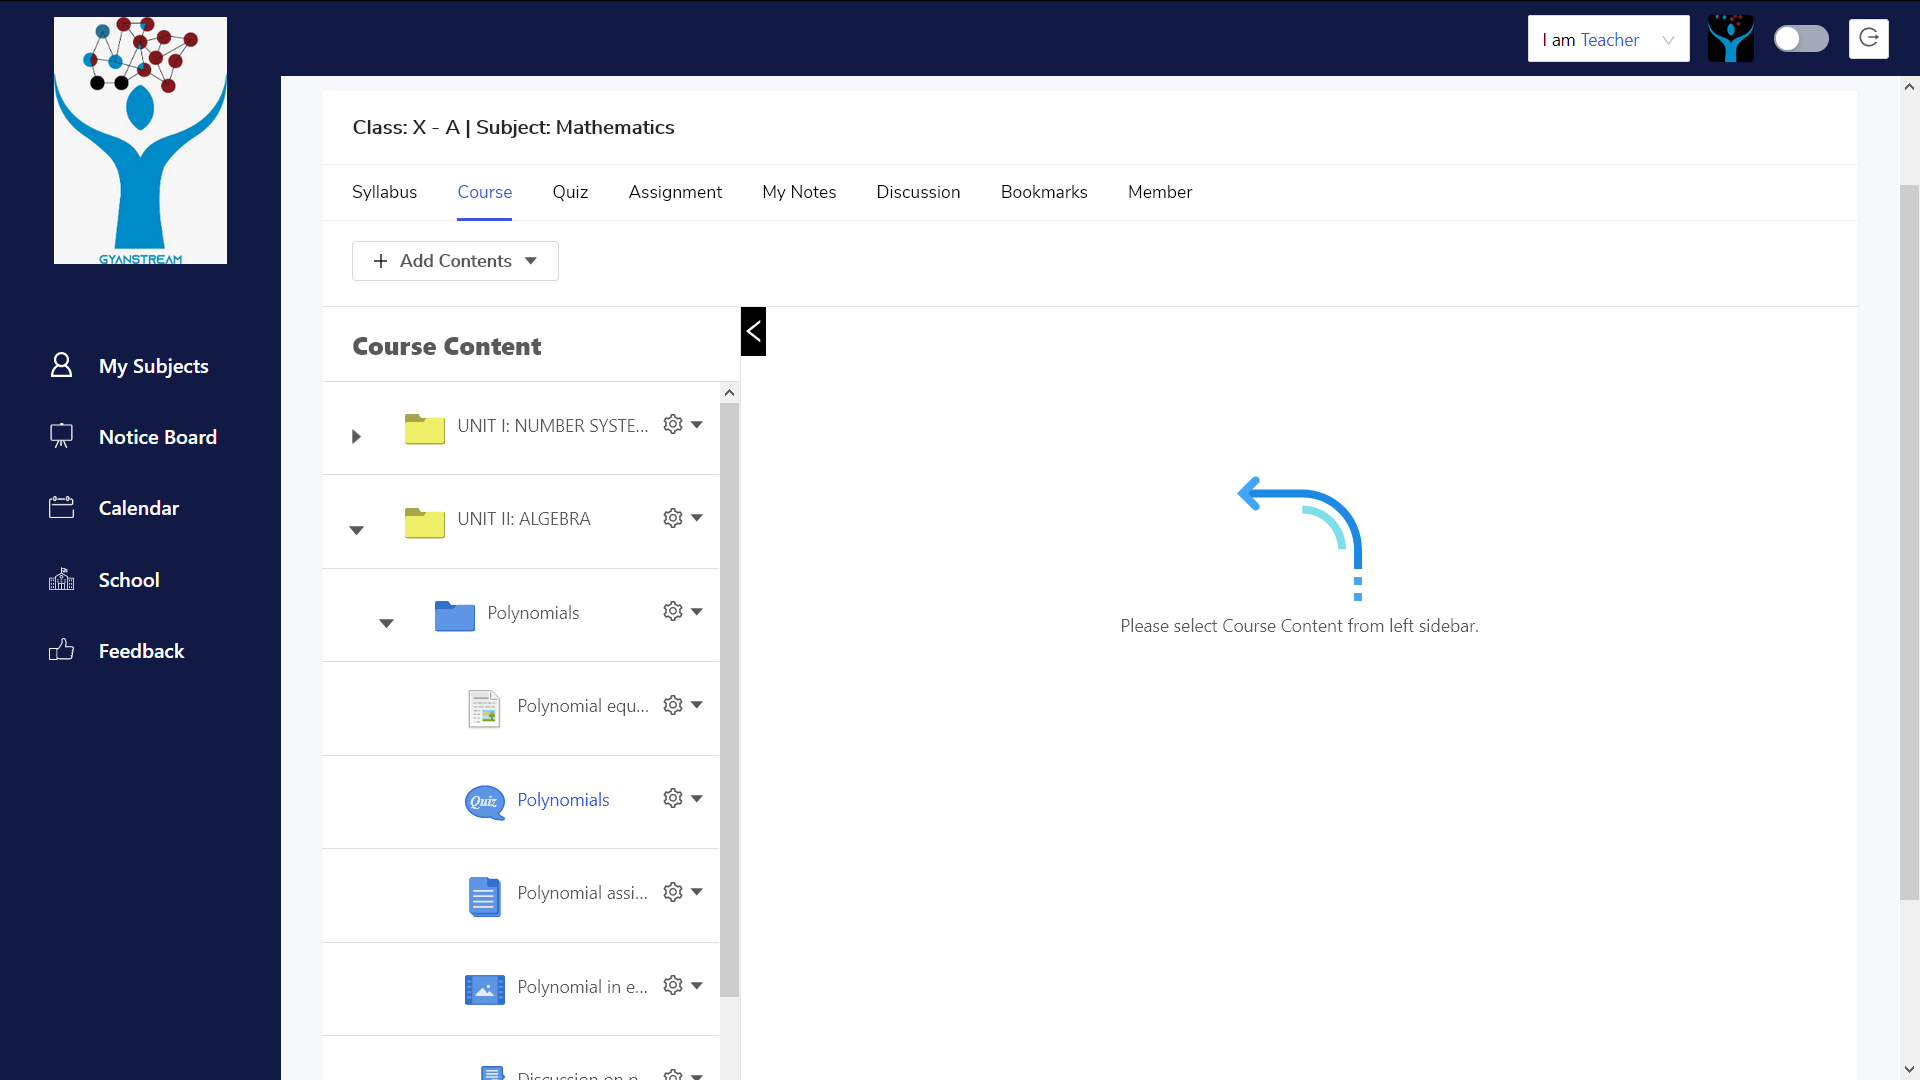 I am Teacher
GYANSTREAM
My Subjects
Notice Board
Calendar
School
Feedback
Class: X - A | Subject: Mathematics
Syllabus Course Quiz Assignment My Notes Discussion Bookmarks Member
+ Add Contents
Course Content
UNIT I: NUMBER SYSTE...
UNIT II: ALGEBRA
Polynomials
Polynomial equ...
Quiz Polynomials
Polynomial assi...
Polynomial in e...
Discussion on p...
Please select Course Content from left sidebar.